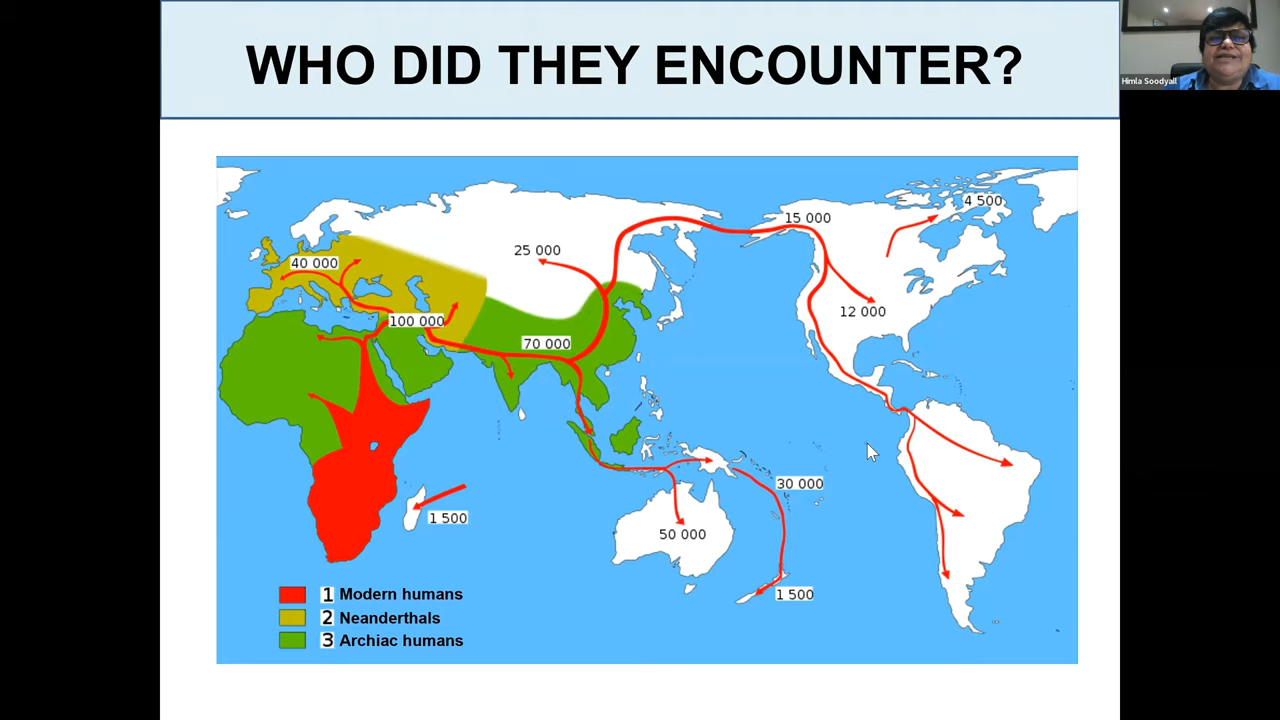 WHO DID THEY ENCOUNTER?
Himla Soodyall
4 500
15 000
25 000
40 000
12 000
100 000
70 000
30 000
1 500
50 000
1 500
1 Modern humans
2 Neanderthals
3 Archiac humans